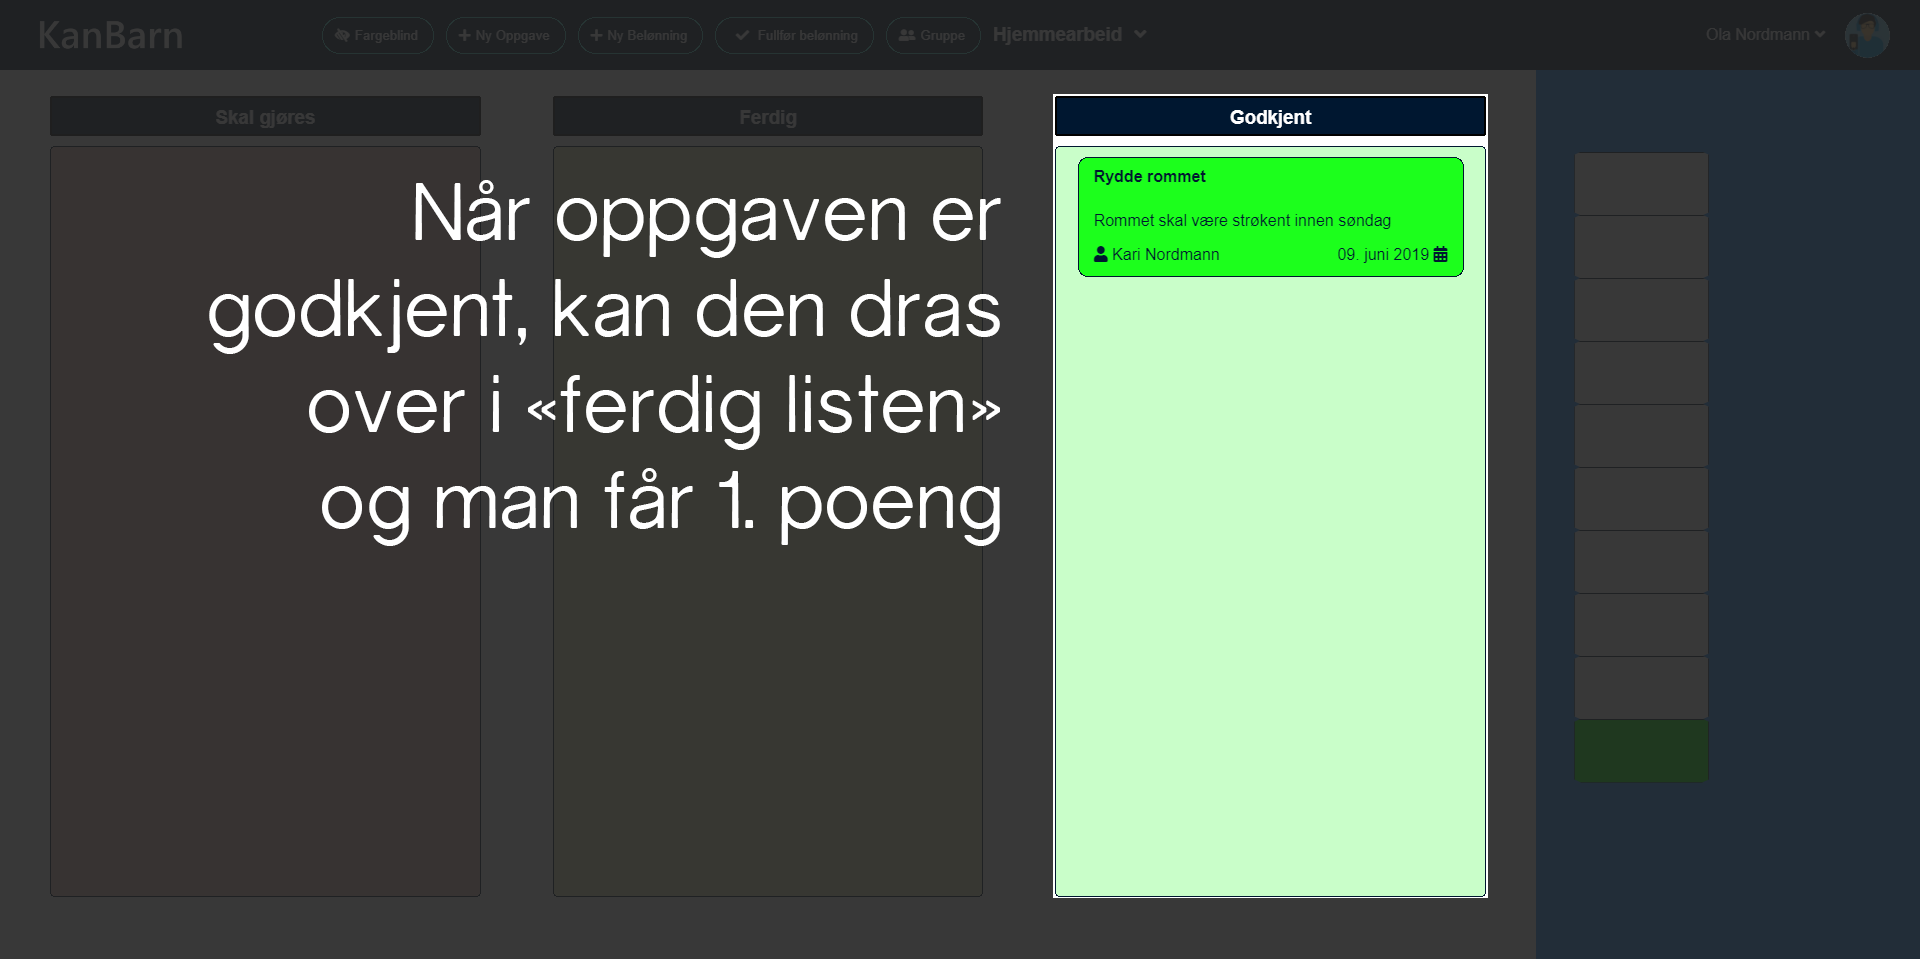 KanBarn
Fargeblind
Ny Oppgave
Ny Belønning
Fullfør belønning
Gruppe
Hjemmearbeid
Ola Nordmann
Skal gjøres
Ferdig
Godkjent
Når oppgaven er
godkjent, kan den dras
over i «ferdig listen»
og man får 1. poeng
Rydde rommet
Rommet skal være strøkent innen søndag
Kari Nordmann
09. juni 2019